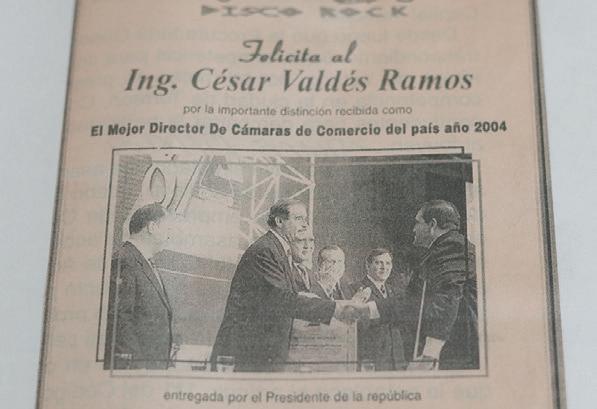 DISCO ROCK
Felicita al
Ing. César Valdés Ramos
por la importante distinción recibida como
El Mejor Director De Cámaras de Comercio del país año 2004
entregada por el Presidente de la república